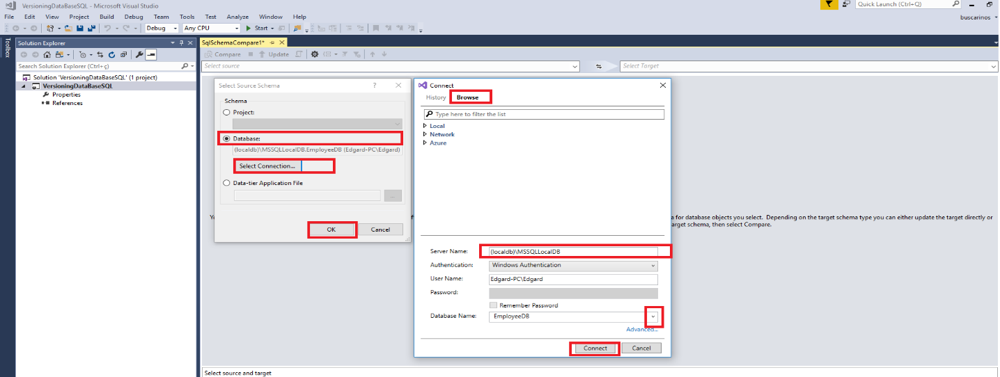 VersioningDataBaseSQL - Microsoft Visual Studio
Quick Launch (Ctrl+Q)
File Edit View Project Build Debug Team Tools Test Analyze Window Help
buscarinos
Debug Any CPU Start
Toolbox
Solution Explorer
Search Solution Explorer (Ctrl+ç)
Solution 'VersioningDataBaseSQL' (1 project)
VersioningDataBaseSQL
Properties
References
SqlSchemaCompare1*
Compare Update
Select source
Select Target
Select Source Schema ?
Schema
Project:
Database:
(localdb)\MSSQLLocalDB.EmployeeDB (Edgard-PC\Edgard)
Select Connection...
Data-tier Application File
...
OK Cancel
Connect
History Browse
Type here to filter the list
Local
Network
Azure
a for database objects you select. Depending on the target schema type you can either update the target directly or
arget schema, then select Compare.
Server Name: (localdb)\MSSQLLocalDB
Authentication: Windows Authentication
User Name: Edgard-PC\Edgard
Password:
Remember Password
Database Name: EmployeeDB
Advanced...
Connect Cancel
Select source and target